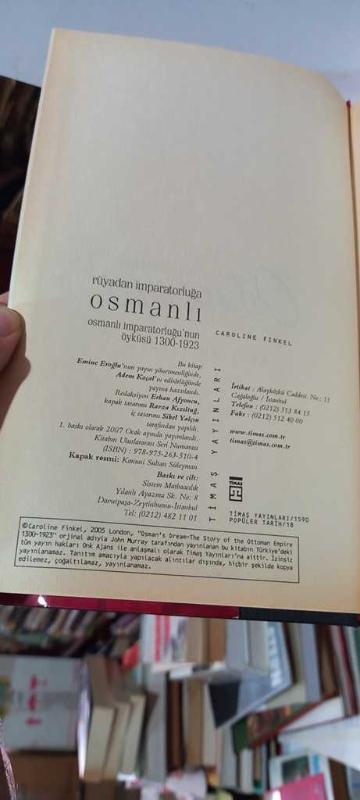 rüyadan imparatorluğa
osmanlı
osmanlı imparatorluğu'nun
öyküsü 1300-1923
CAROLINE FINKEL
Bu kitap
Emine Eroğlu'nun yayın yönetmenliğinde,
Adem Koçal'ın editörlüğünde
yayına hazırlandı.
Redaksiyon Erhan Afyoncu,
kapak tasarımı Ravza Kızıltuğ,
iç tasarım Sibel Yalçın
tarafından yapıldı.
1. baskı olarak 2007 Ocak ayında yayımlandı.
Kitabın Uluslararası Seri Numarası
(ISBN) : 978-975-263-510-4
Kapak resmi: Kanuni Sultan Süleyman
Baskı ve cilt:
Sistem Matbaacılık
Yılanlı Ayazma Sk. No: 8
Davutpaşa-Zeytinburnu-İstanbul
Tel: (0212) 482 11 01
TİMAŞ YAYINLARI
İrtibat : Alayköşkü Caddesi No.: 11
Cağaloğlu / İstanbul
Telefon : (0212) 513 84 15
Faks : (0212) 512 40 00
www.timas.com.tr
timas@timas.com.tr
TİMAŞ
TİMAŞ YAYINLARI/1590
POPÜLER TARİH/18
©Caroline Finkel, 2005 London, "Osman's Dream-The Story of the Ottoman Empire
1300-1923" orjinal adıyla John Murray tarafından yayınlanan bu kitabın Türkiye'deki
tüm yayın hakları Onk Ajans ile anlaşmalı olarak Timaş Yayınları'na aittir. İzinsiz
yayınlanamaz. Tanıtım amacıyla yapılacak alıntılar dışında, hiçbir şekilde kopya
edilemez, çoğaltılamaz, yayınlanamaz.